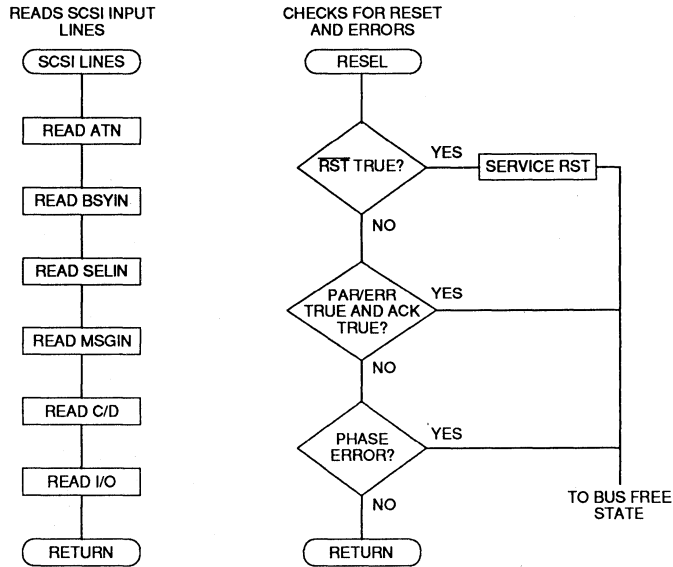 READS SCSI INPUT
LINES
SCSI LINES
READ ATN
READ BSYIN
READ SELIN
READ MSGIN
READ C/D
READ I/O
RETURN
CHECKS FOR RESET
AND ERRORS
RESEL
R̅S̅T̅ TRUE?
YES
SERVICE RST
NO
PAR/ERR
TRUE AND ACK
TRUE?
YES
NO
PHASE
ERROR?
YES
NO
RETURN
TO BUS FREE
STATE